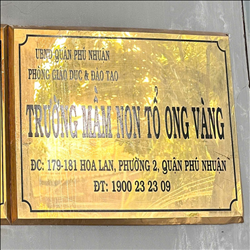 UBND QUẬN PHÚ NHUẬN
PHÒNG GIÁO DỤC & ĐÀO TẠO
TRƯỜNG MẦM NON TỔ ONG VÀNG
ĐC: 179-181 HOA LAN, PHƯỜNG 2, QUẬN PHÚ NHUẬN
ĐT: 1900 23 23 09